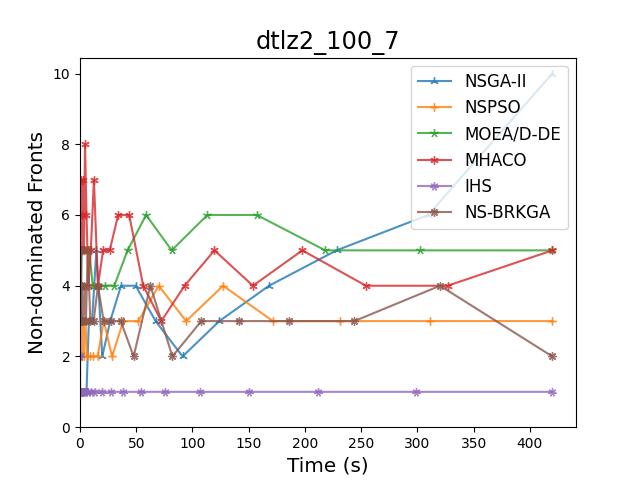 dtlz2_100_7
Non-dominated Fronts
10
8
6
4
2
0
NSGA-II
NSPSO
MOEA/D-DE
MHACO
IHS
NS-BRKGA
0 50 100 150 200 250 300 350 400
Time (s)